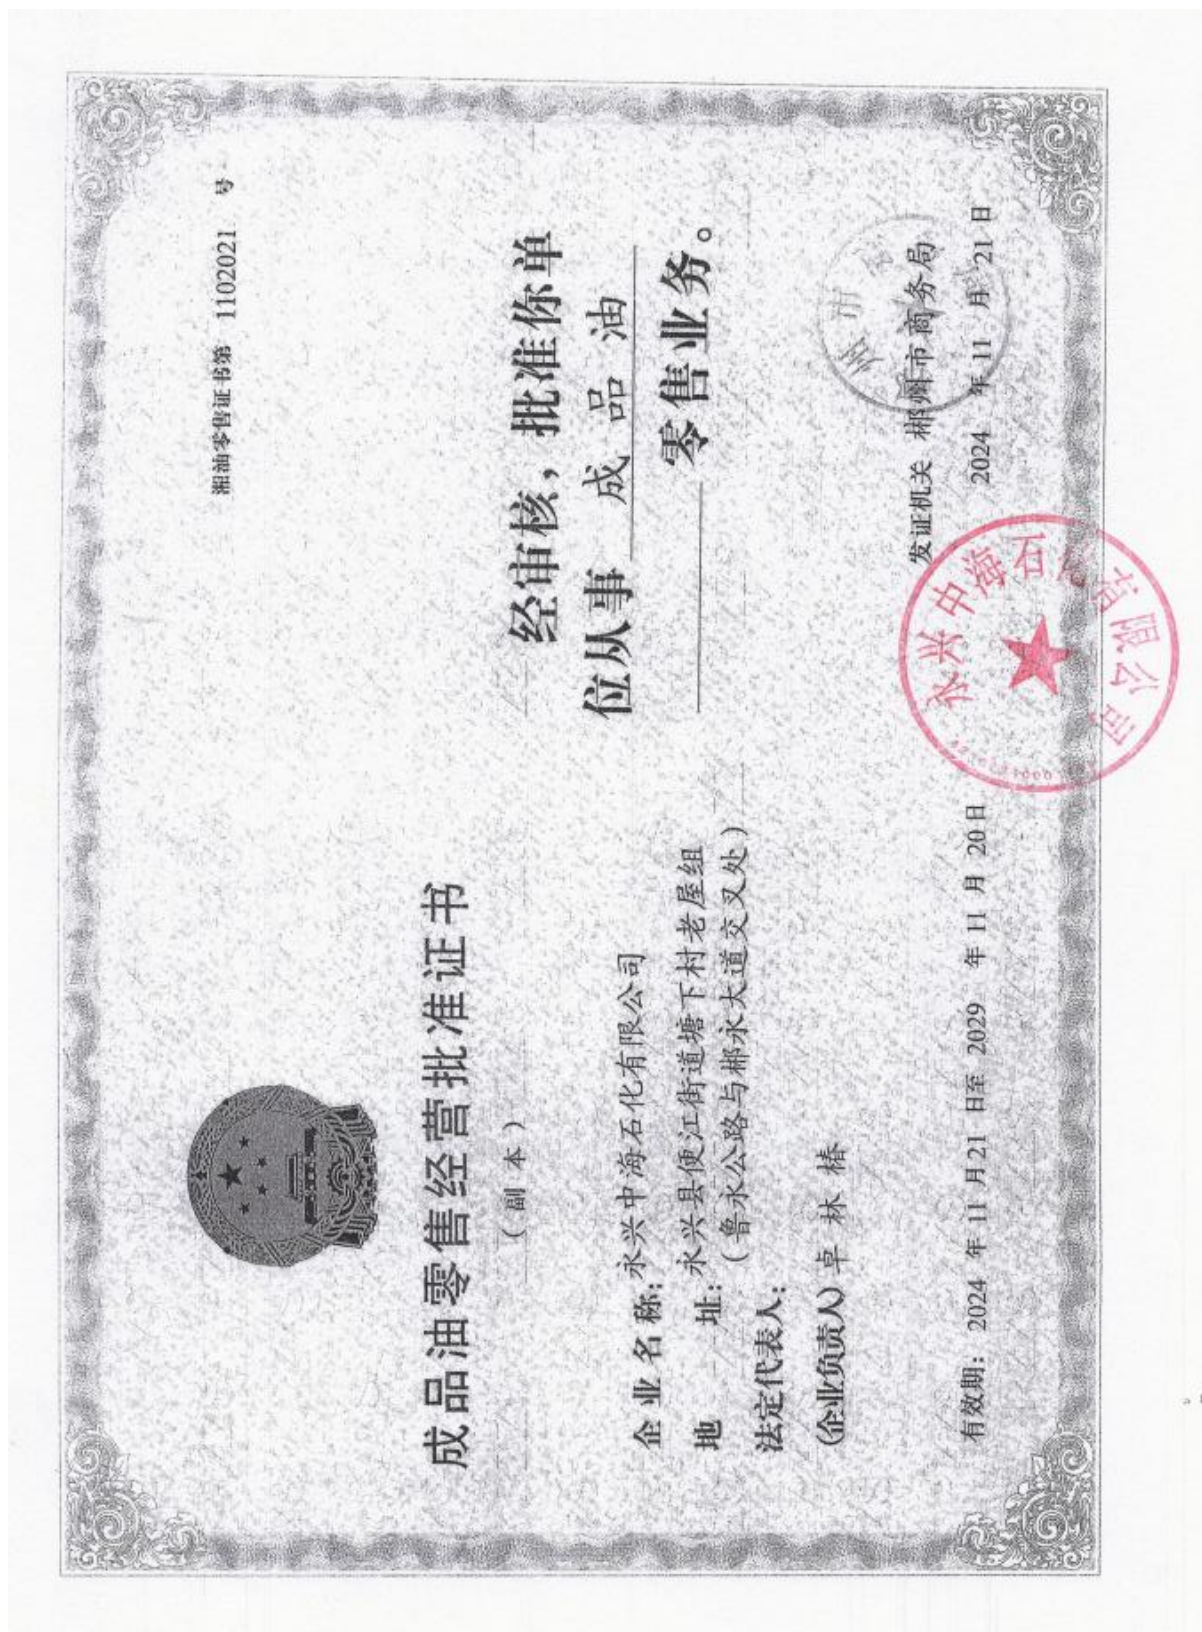 成品油零售经营批准证书
（副本）
企业名称：永兴中海石化有限公司
地址：永兴县便江街道塘下村老屋组
（鲁永公路与郴永大道交叉处）
法定代表人：
（企业负责人）卓林椿
有效期：2024 年 11 月 21 日至 2029 年 11 月 20 日
湘油零售证书第 1102021 号
经审核，批准你单
位从事 成品油
零售业务。
发证机关 郴州市商务局
2024 年 11 月 21 日
永兴中海石化有限公司